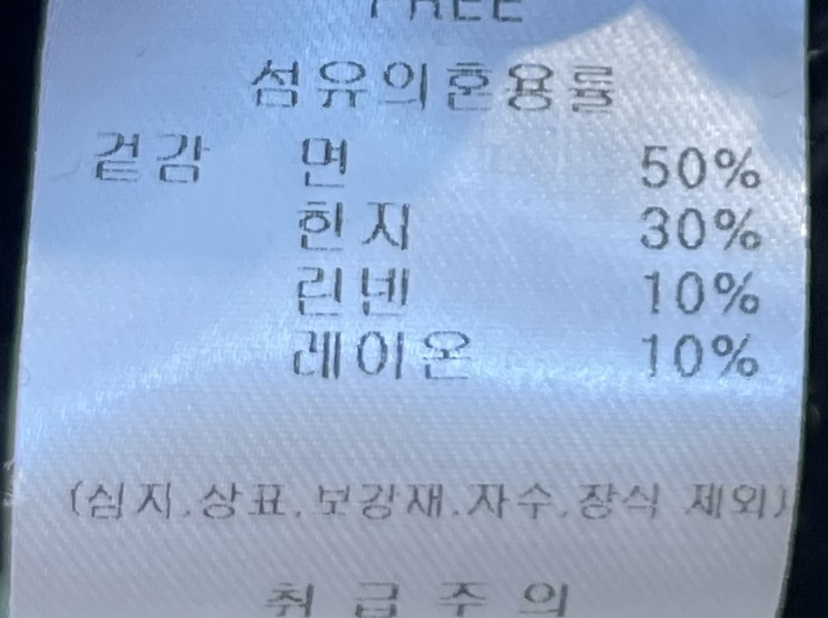 FREE
섬유의혼용률
겉감 면 50%
한지 30%
린넨 10%
레이온 10%
(심지.상표.보강재.자수.장식 제외)
취급주의